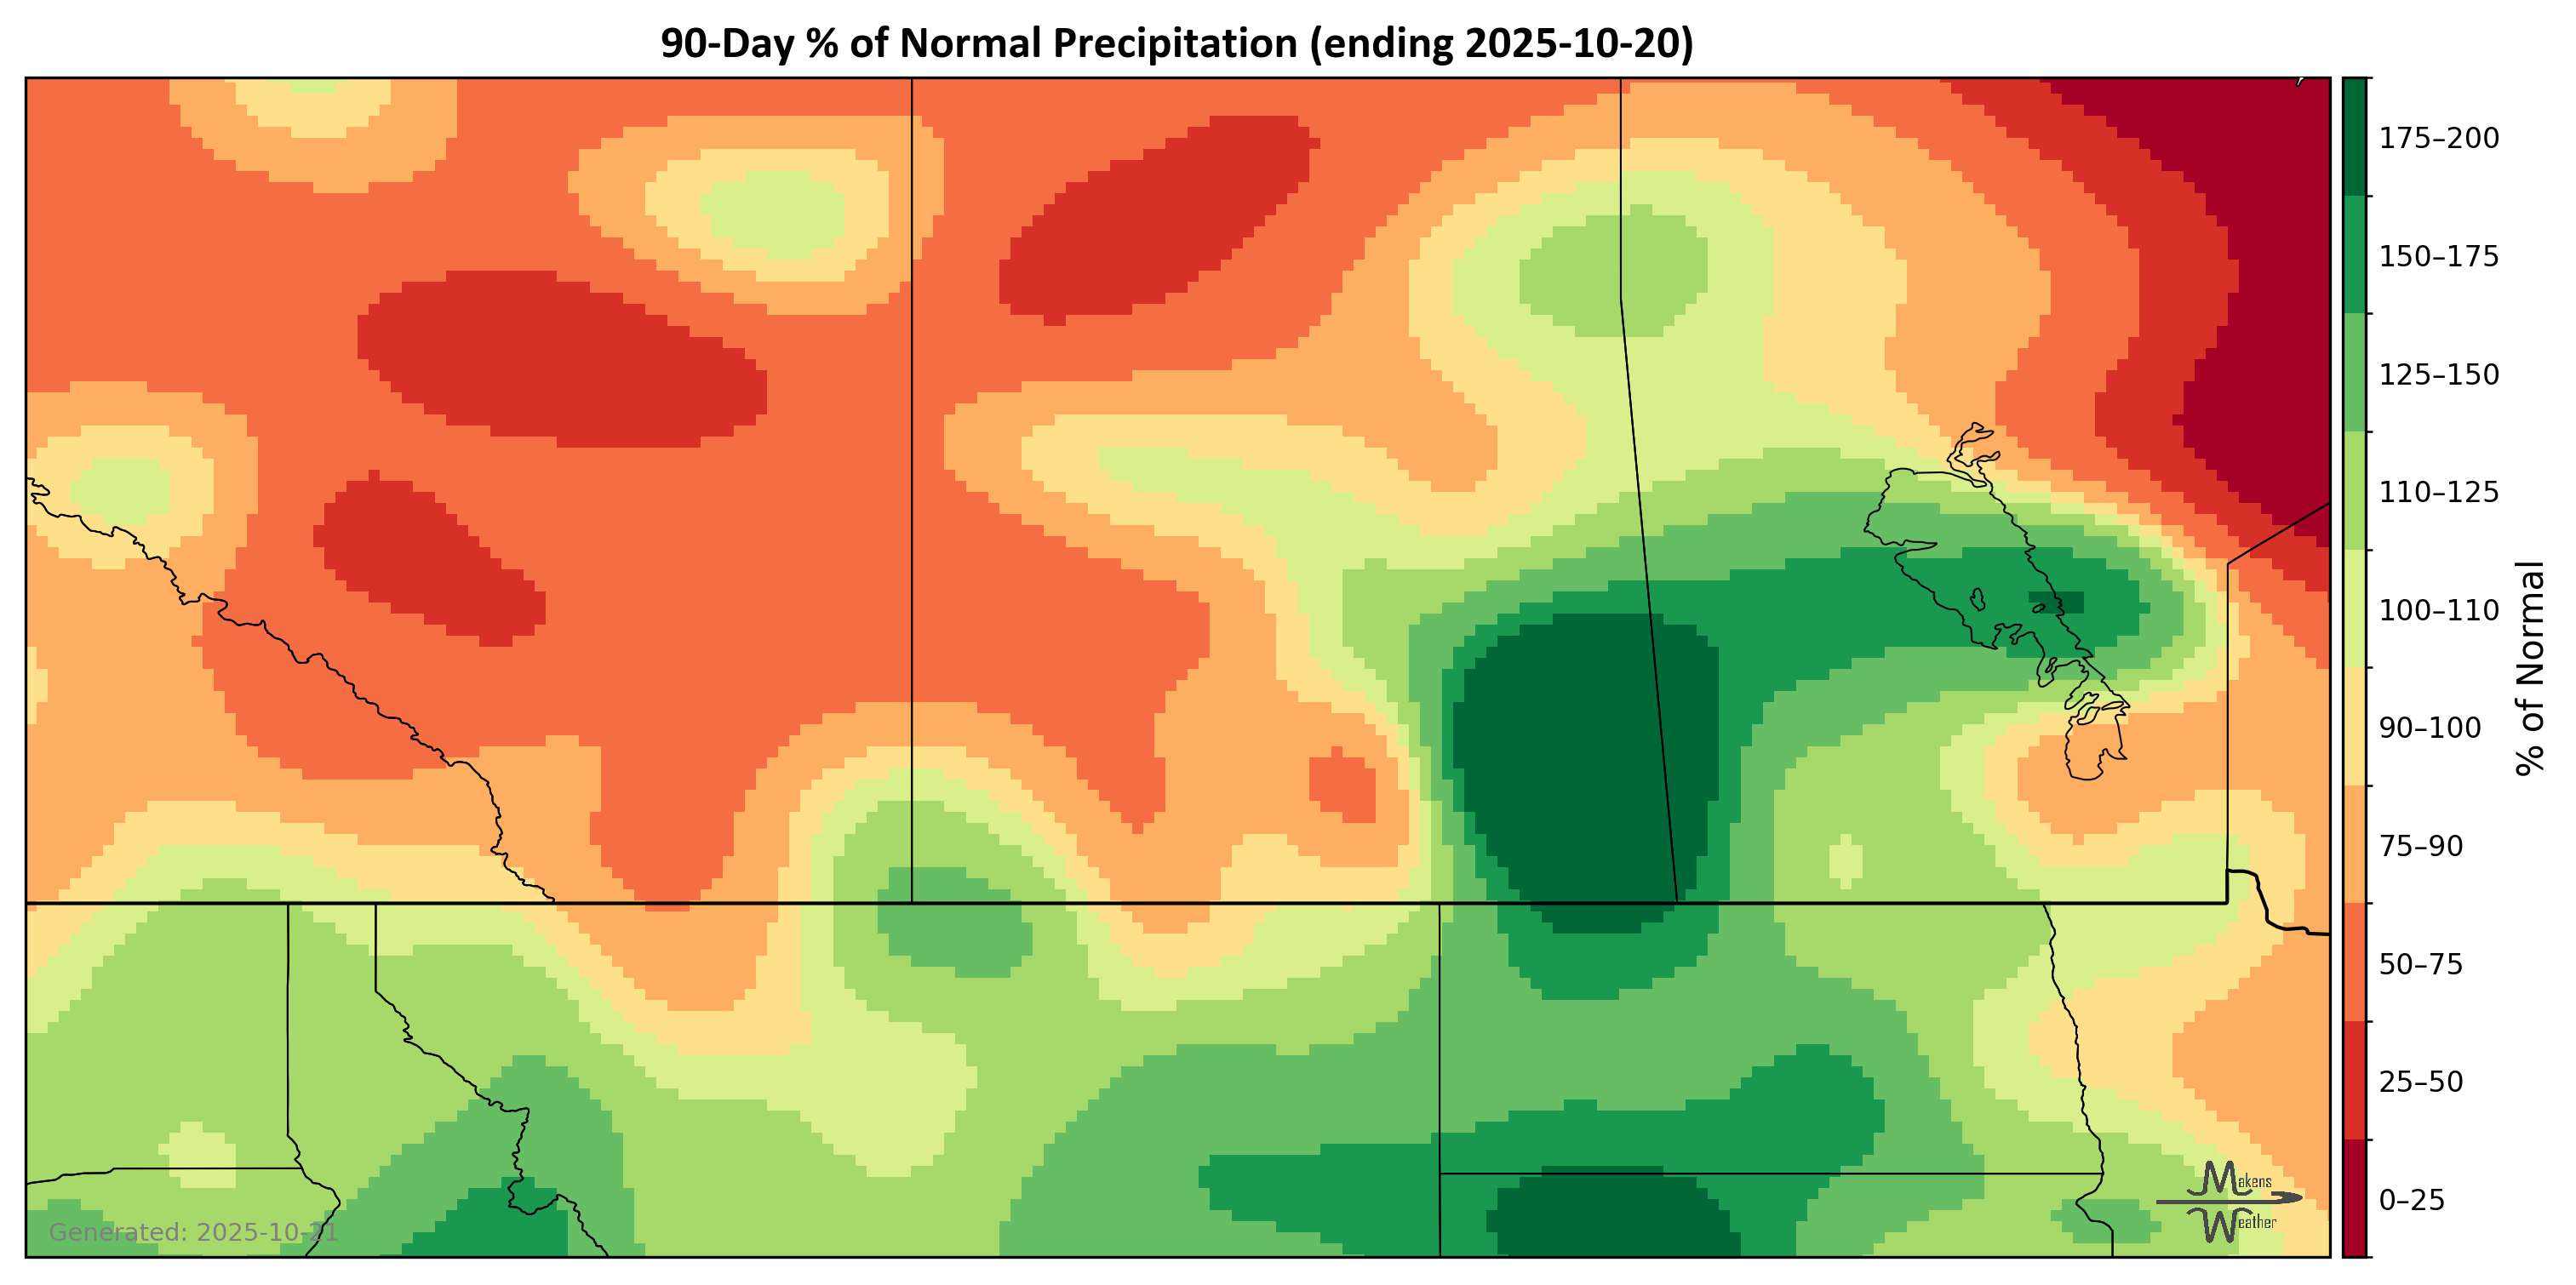 90-Day % of Normal Precipitation (ending 2025-10-20)
175–200
150–175
125–150
110–125
100–110
90–100
75–90
50–75
25–50
0–25
% of Normal
Makens
Weather
Generated: 2025-10-21